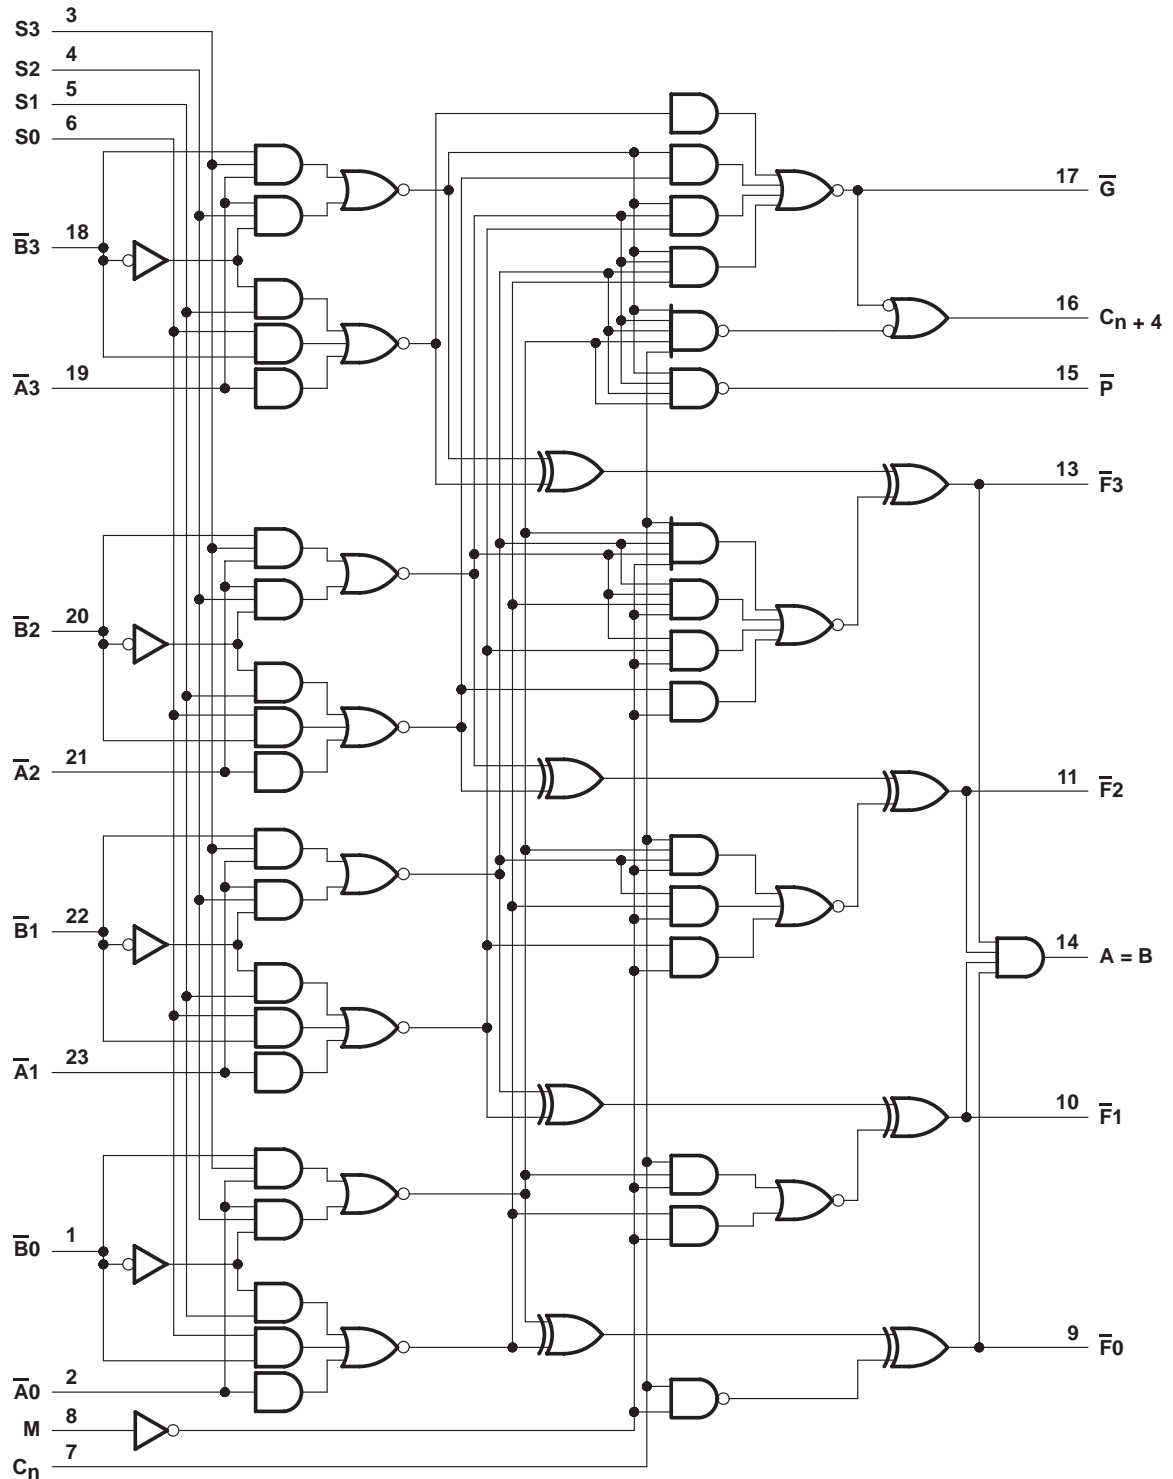 S3 3
S2 4
S1 5
S0 6
B̅3 18
A̅3 19
B̅2 20
A̅2 21
B̅1 22
A̅1 23
B̅0 1
A̅0 2
M 8
Cn 7
17 G̅
16 Cn + 4
15 P̅
13 F̅3
11 F̅2
14 A = B
10 F̅1
9 F̅0